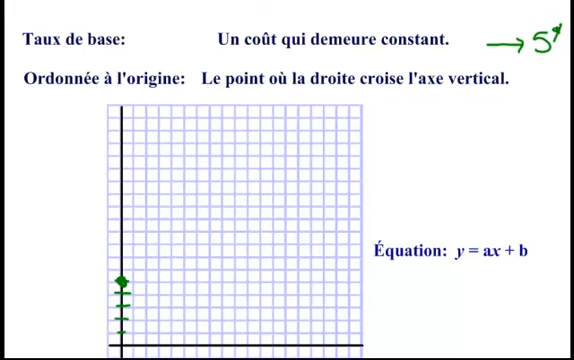 Taux de base: Un coût qui demeure constant. → 5
Ordonnée à l'origine: Le point où la droite croise l'axe vertical.
Équation: y = ax + b